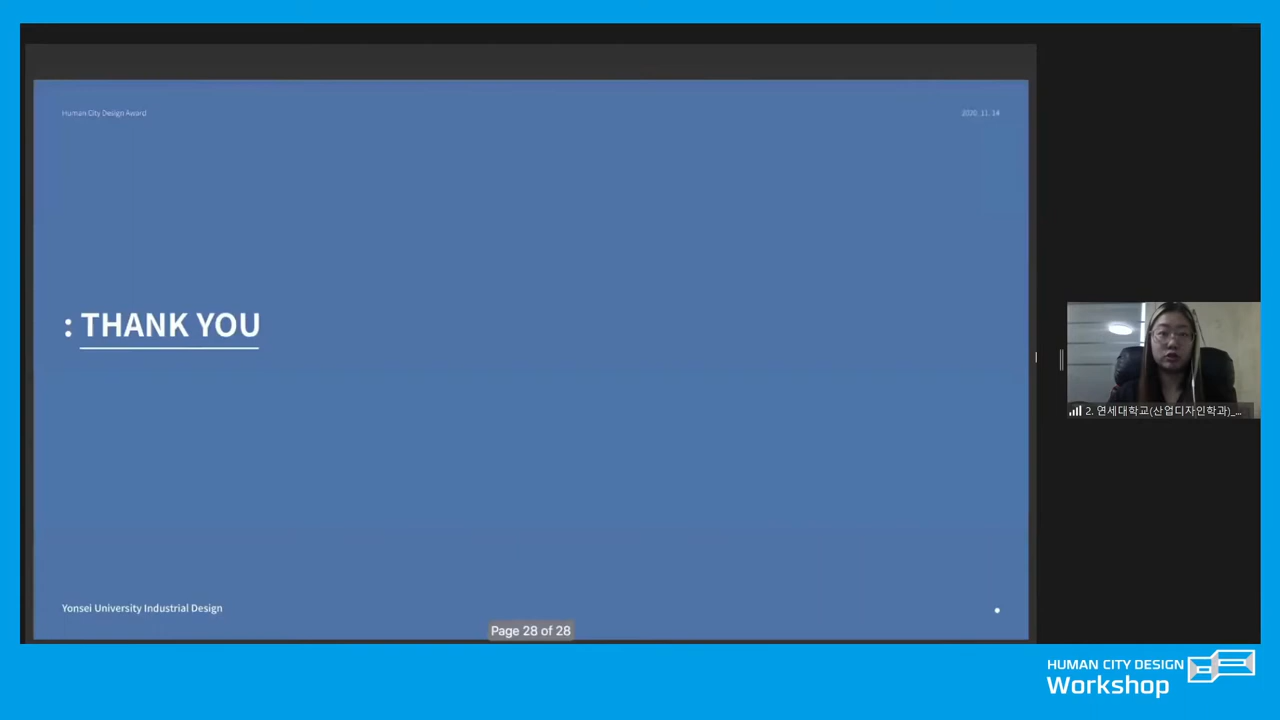 Human City Design Award
2020. 11. 14
: THANK YOU
Yonsei University Industrial Design
Page 28 of 28
2. 연세대학교(산업디자인학과)_...
HUMAN CITY DESIGN
Workshop